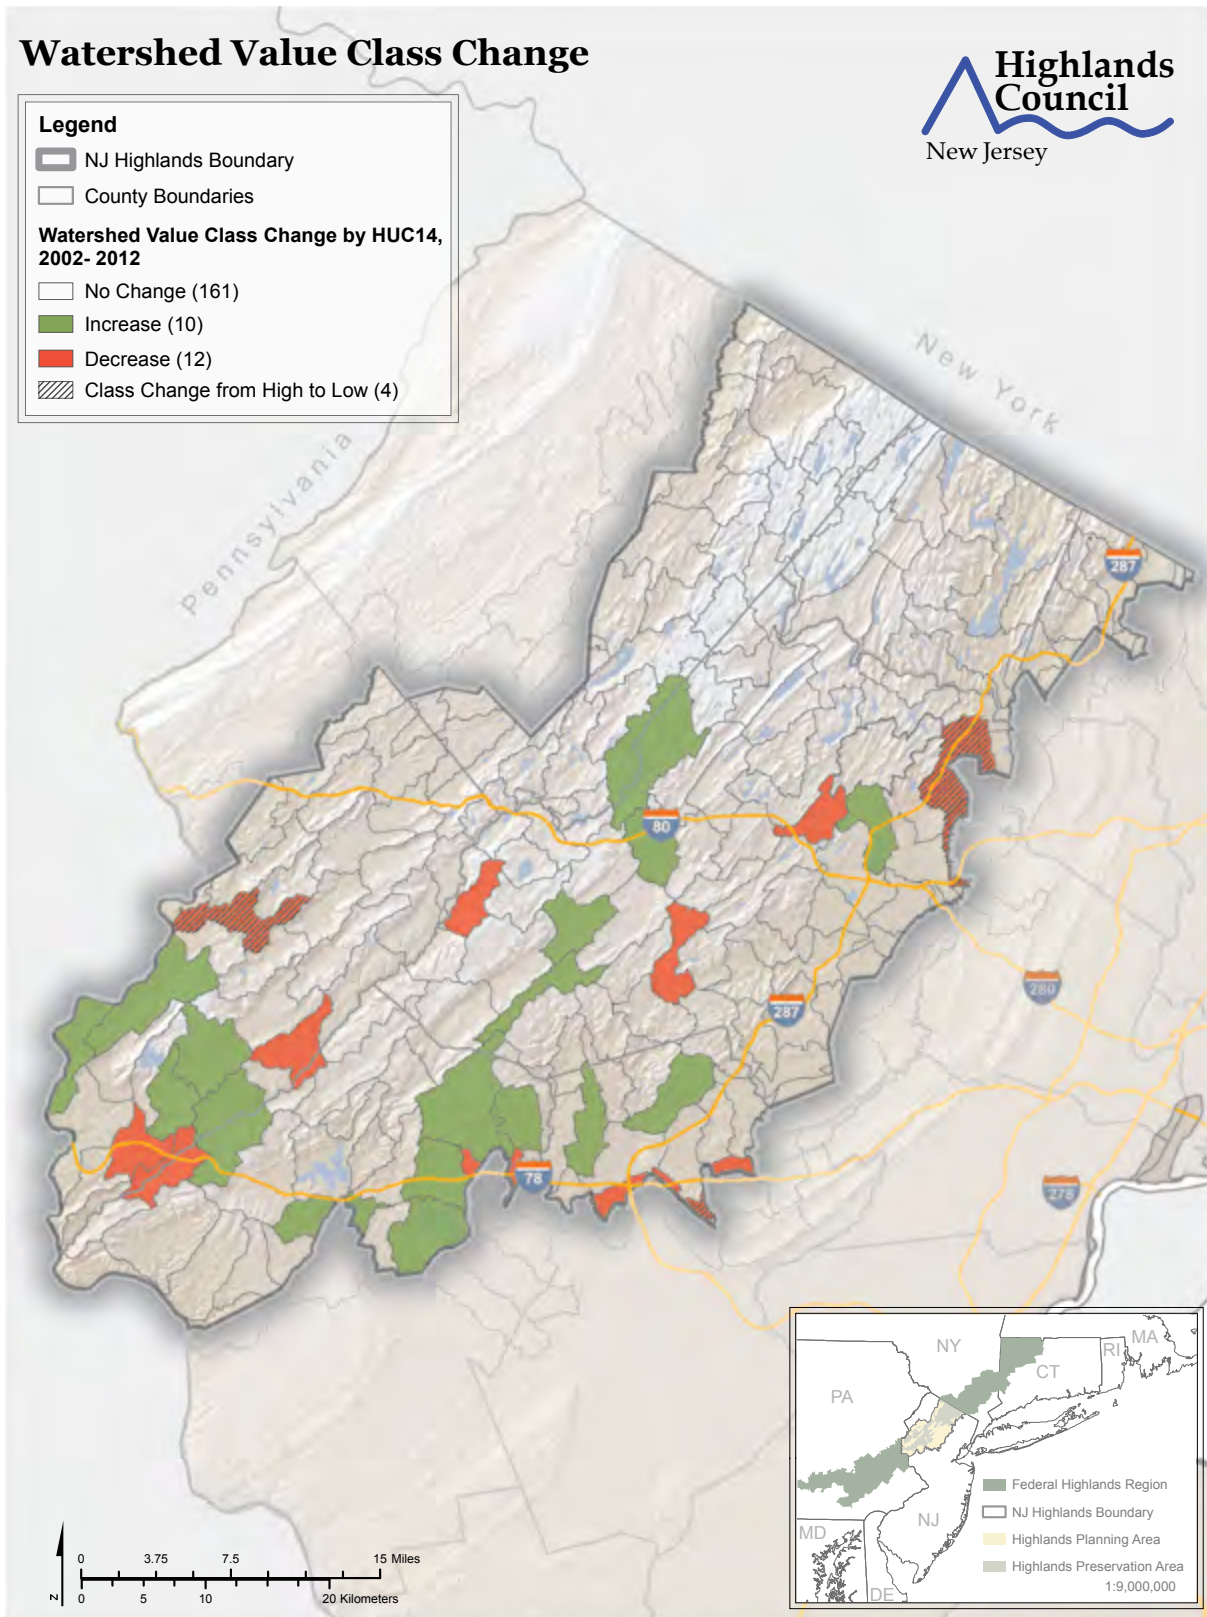 Watershed Value Class Change
Highlands
Council
New Jersey
Legend
NJ Highlands Boundary
County Boundaries
Watershed Value Class Change by HUC14,
2002- 2012
No Change (161)
Increase (10)
Decrease (12)
Class Change from High to Low (4)
New York
Pennsylvania
287
80
280
287
78
278
NY
MA
RI
CT
PA
NJ
MD
DE
Federal Highlands Region
NJ Highlands Boundary
Highlands Planning Area
Highlands Preservation Area
1:9,000,000
N
0 3.75 7.5 15 Miles
0 5 10 20 Kilometers